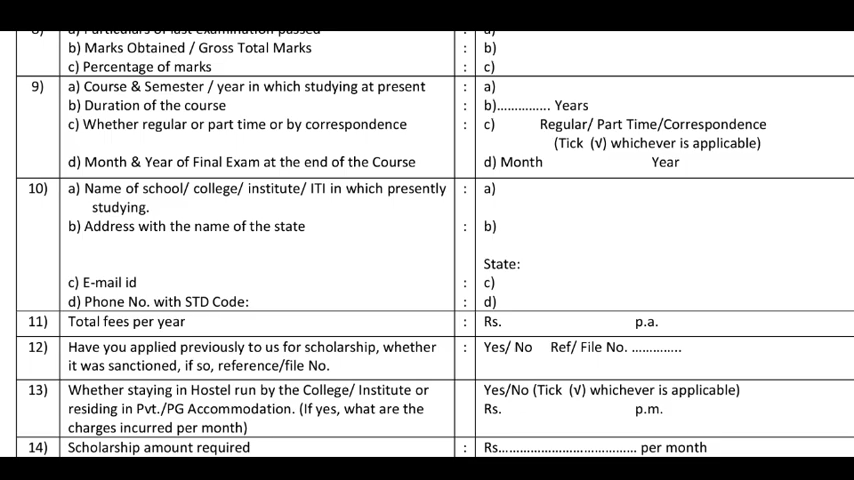 8) a) Particulars of last examination passed : a)
b) Marks Obtained / Gross Total Marks : b)
c) Percentage of marks : c)
9) a) Course & Semester / year in which studying at present : a)
b) Duration of the course : b)............... Years
c) Whether regular or part time or by correspondence : c) Regular/ Part Time/Correspondence
(Tick (√) whichever is applicable)
d) Month & Year of Final Exam at the end of the Course d) Month Year
10) a) Name of school/ college/ institute/ ITI in which presently : a)
studying.
b) Address with the name of the state : b)
State:
c) E-mail id : c)
d) Phone No. with STD Code: : d)
11) Total fees per year : Rs. p.a.
12) Have you applied previously to us for scholarship, whether : Yes/ No Ref/ File No. ..............
it was sanctioned, if so, reference/file No.
13) Whether staying in Hostel run by the College/ Institute or Yes/No (Tick (√) whichever is applicable)
residing in Pvt./PG Accommodation. (If yes, what are the Rs. p.m.
charges incurred per month)
14) Scholarship amount required : Rs....................................... per month